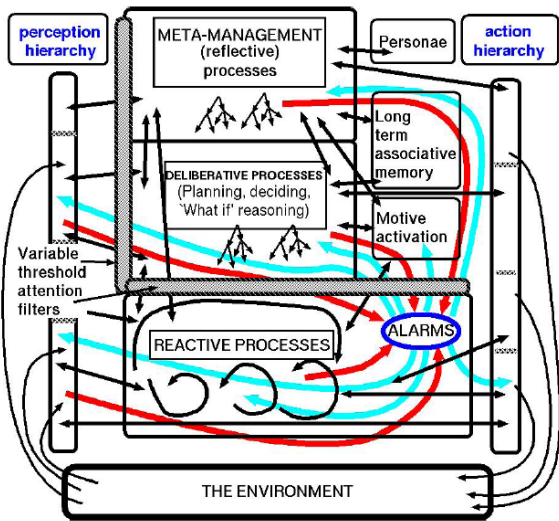 perception
hierarchy
META-MANAGEMENT
(reflective)
processes
Personae
action
hierarchy
Long
term
associative
memory
DELIBERATIVE PROCESSES
(Planning, deciding,
'What if' reasoning)
Motive
activation
Variable
threshold
attention
filters
REACTIVE PROCESSES
ALARMS
THE ENVIRONMENT